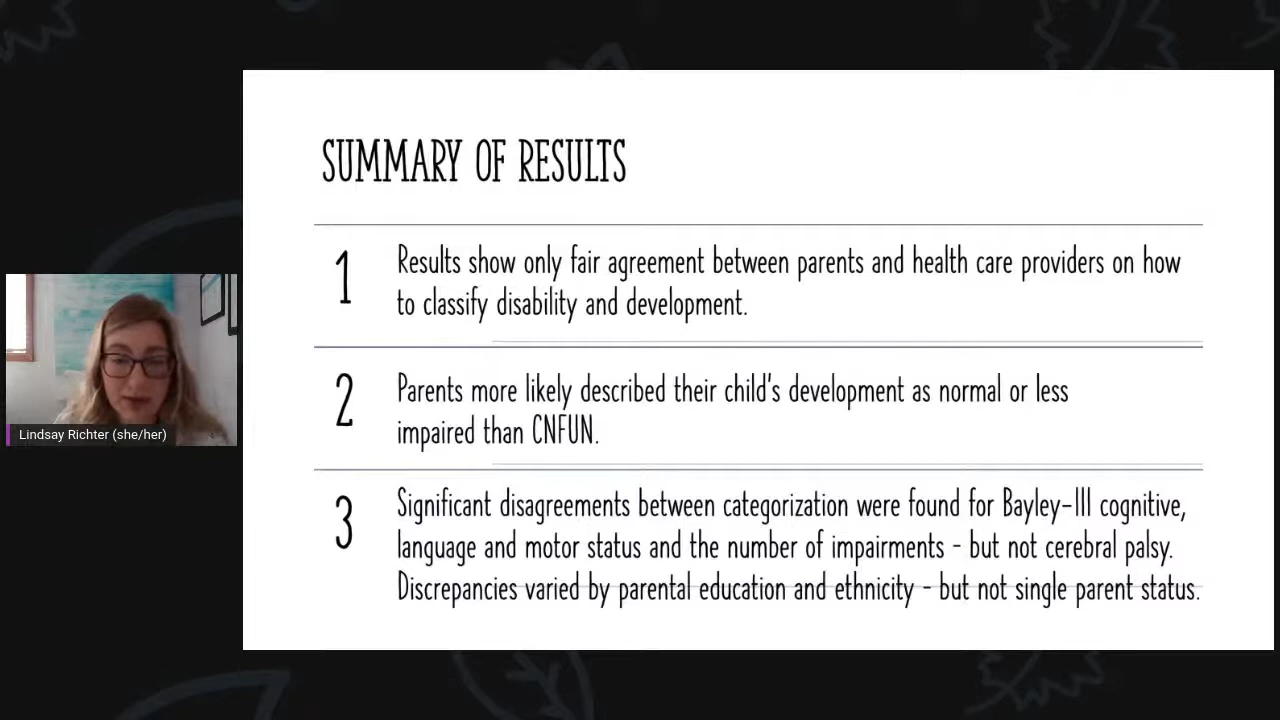 SUMMARY OF RESULTS
1
Results show only fair agreement between parents and health care providers on how
to classify disability and development.
2
Parents more likely described their child's development as normal or less
impaired than CNFUN.
3
Significant disagreements between categorization were found for Bayley-III cognitive,
language and motor status and the number of impairments - but not cerebral palsy.
Discrepancies varied by parental education and ethnicity - but not single parent status.
Lindsay Richter (she/her)